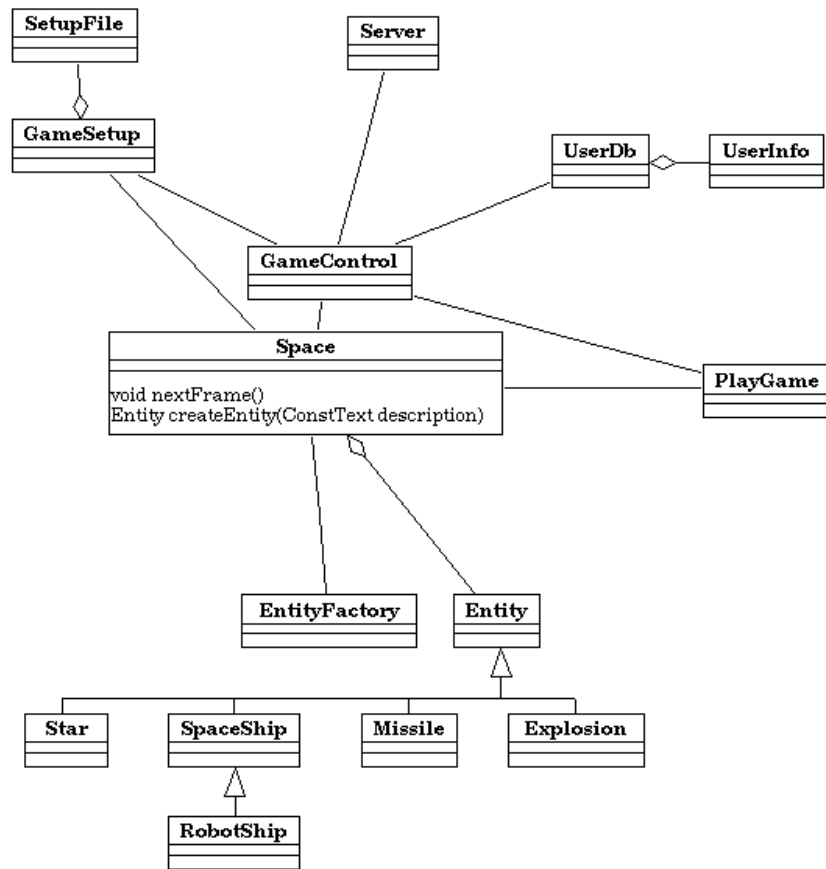 SetupFile
Server
GameSetup
UserDb
UserInfo
GameControl
Space
void nextFrame()
Entity createEntity(ConstText description)
PlayGame
EntityFactory
Entity
Star
SpaceShip
Missile
Explosion
RobotShip